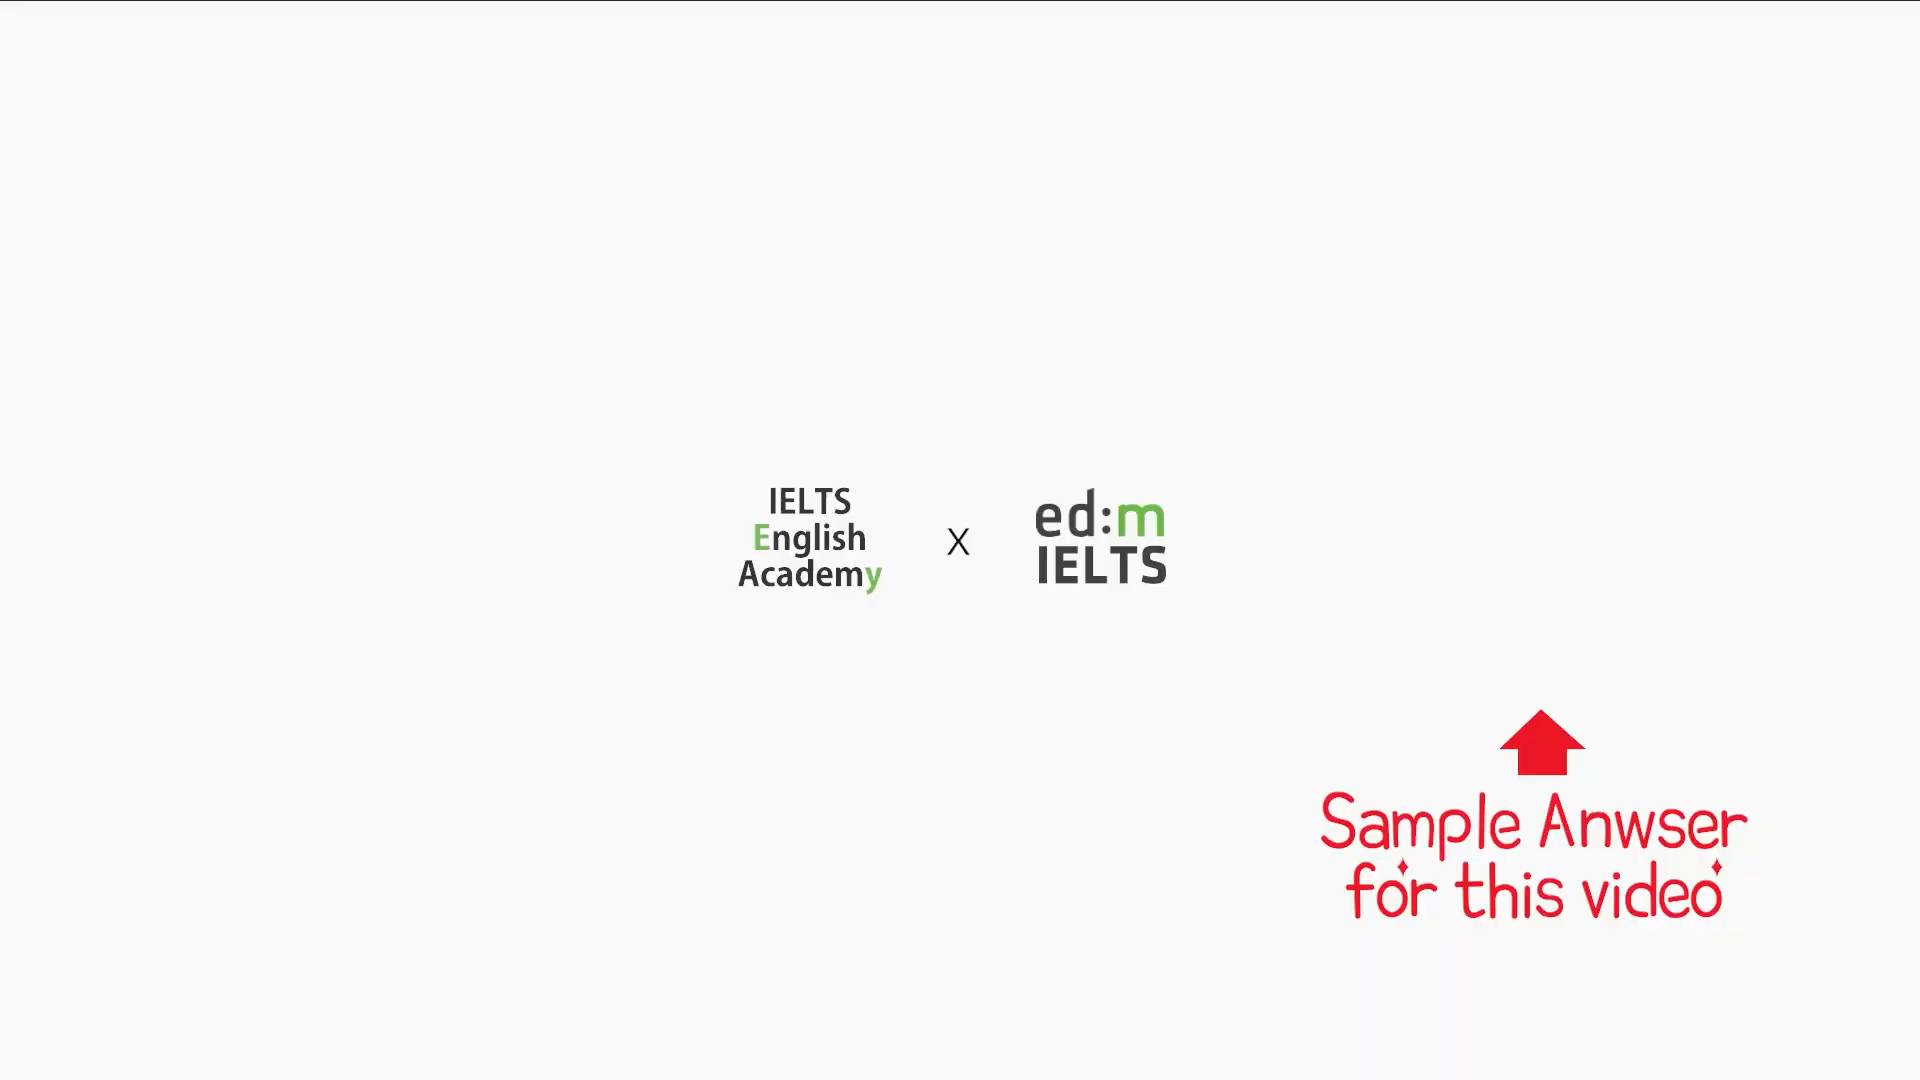 IELTS
English
Academy
X
ed:m
IELTS
Sample Anwser
for this video